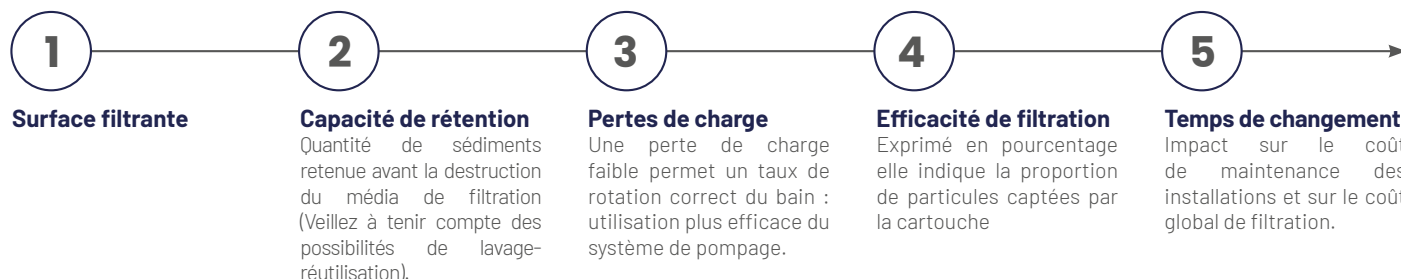 1
Surface filtrante
2
Capacité de rétention
Quantité de sédiments
retenue avant la destruction
du média de filtration
(Veillez à tenir compte des
possibilités de lavage-
réutilisation).
3
Pertes de charge
Une perte de charge
faible permet un taux de
rotation correct du bain :
utilisation plus efficace du
système de pompage.
4
Efficacité de filtration
Exprimé en pourcentage
elle indique la proportion
de particules captées par
la cartouche
5
Temps de changement
Impact sur le coût
de maintenance des
installations et sur le coût
global de filtration.